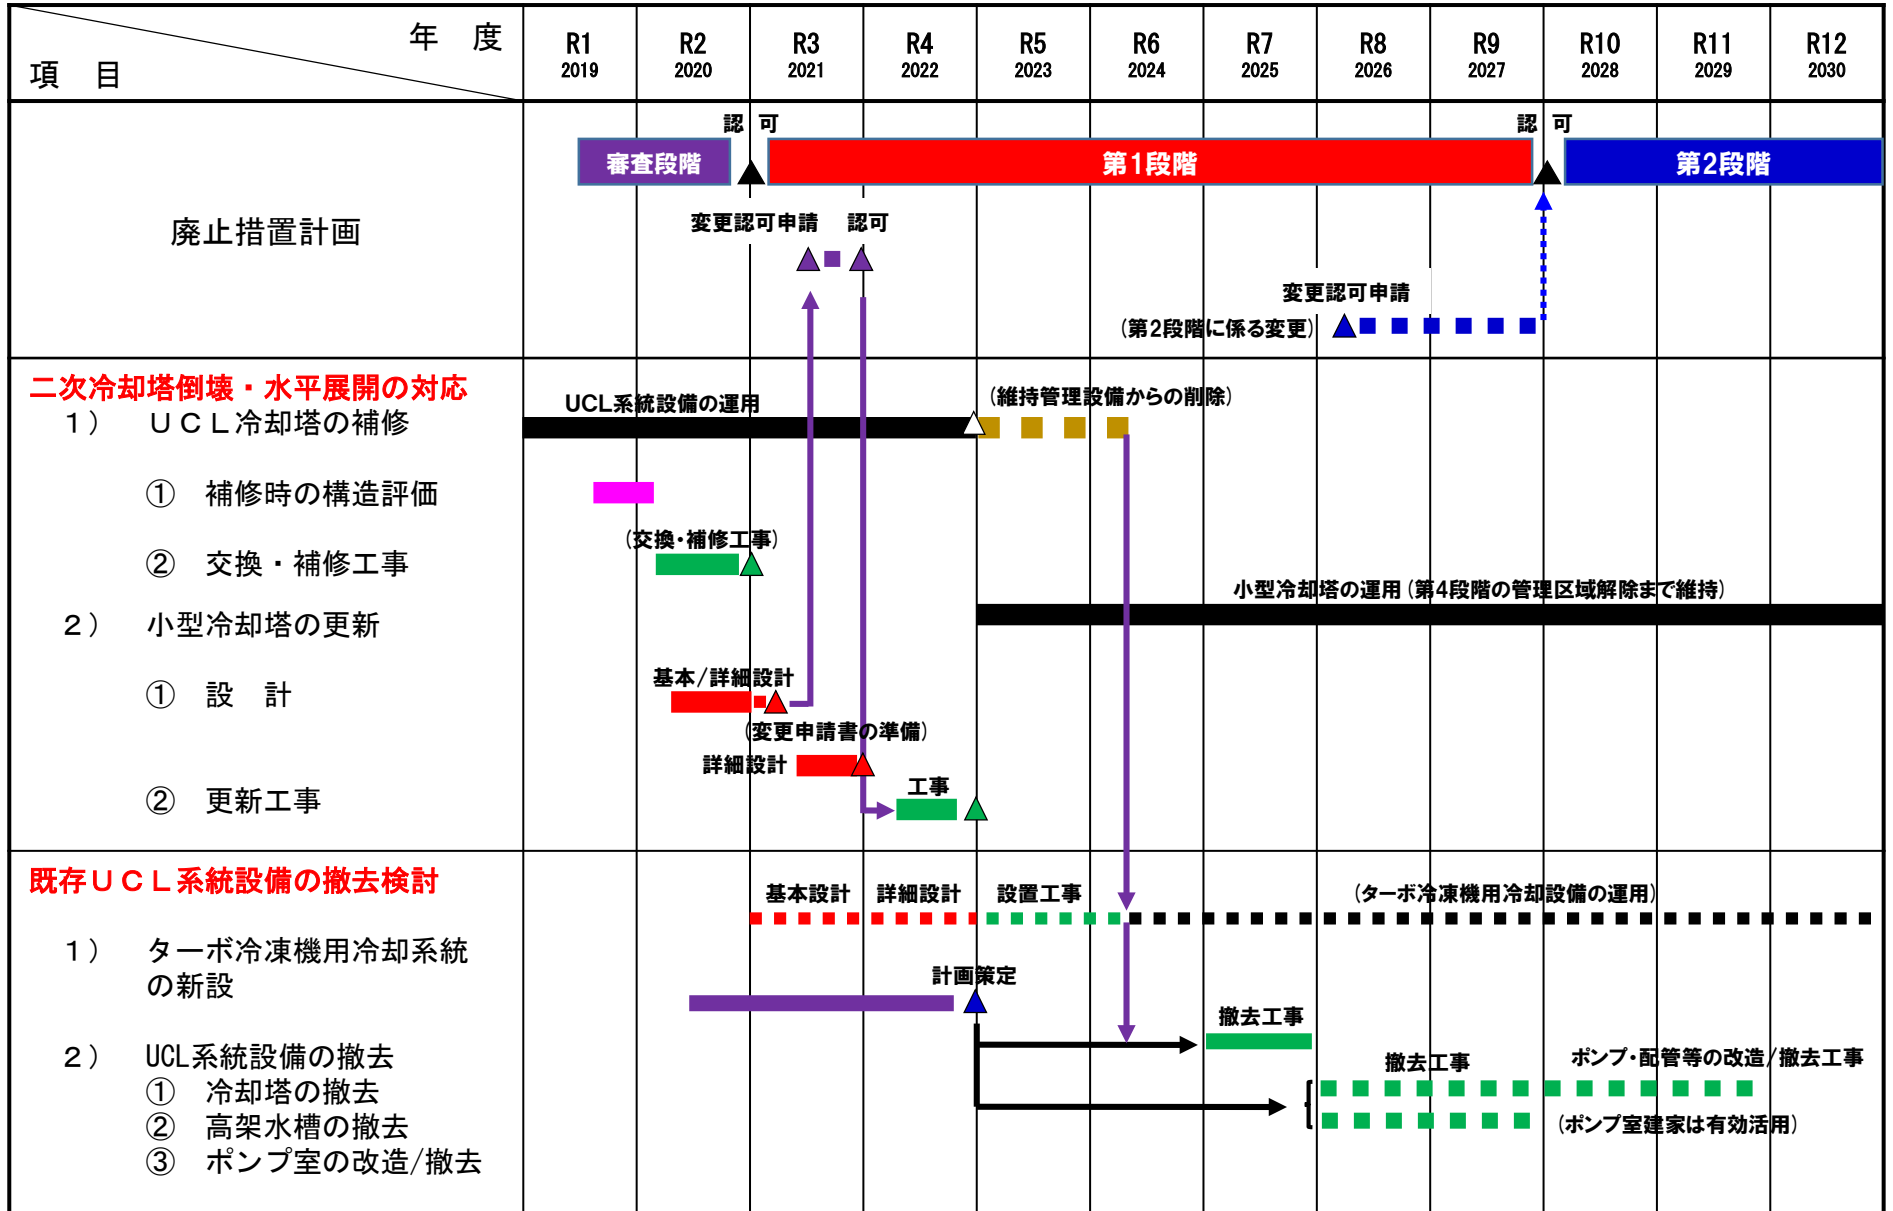 年　度
項　目
R1 R2 R3 R4 R5 R6 R7 R8 R9 R10 R11 R12
2019 2020 2021 2022 2023 2024 2025 2026 2027 2028 2029 2030
認 可
認 可
審査段階
第1段階
第2段階
廃止措置計画
変更認可申請
認可
変更認可申請
(第2段階に係る変更)
二次冷却塔倒壊・水平展開の対応
UCL系統設備の運用
(維持管理設備からの削除)
１）　ＵＣＬ冷却塔の補修
①　補修時の構造評価
(交換・補修工事)
②　交換・補修工事
小型冷却塔の運用(第4段階の管理区域解除まで維持)
２）　小型冷却塔の更新
基本/詳細設計
①　設　計
(変更申請書の準備)
詳細設計
工事
②　更新工事
既存ＵＣＬ系統設備の撤去検討
基本設計
詳細設計
設置工事
(ターボ冷凍機用冷却設備の運用)
１）　ターボ冷凍機用冷却系統
の新設
計画策定
撤去工事
２）　UCL系統設備の撤去
撤去工事
ポンプ・配管等の改造/撤去工事
①　冷却塔の撤去
②　高架水槽の撤去
(ポンプ室建家は有効活用)
③　ポンプ室の改造/撤去